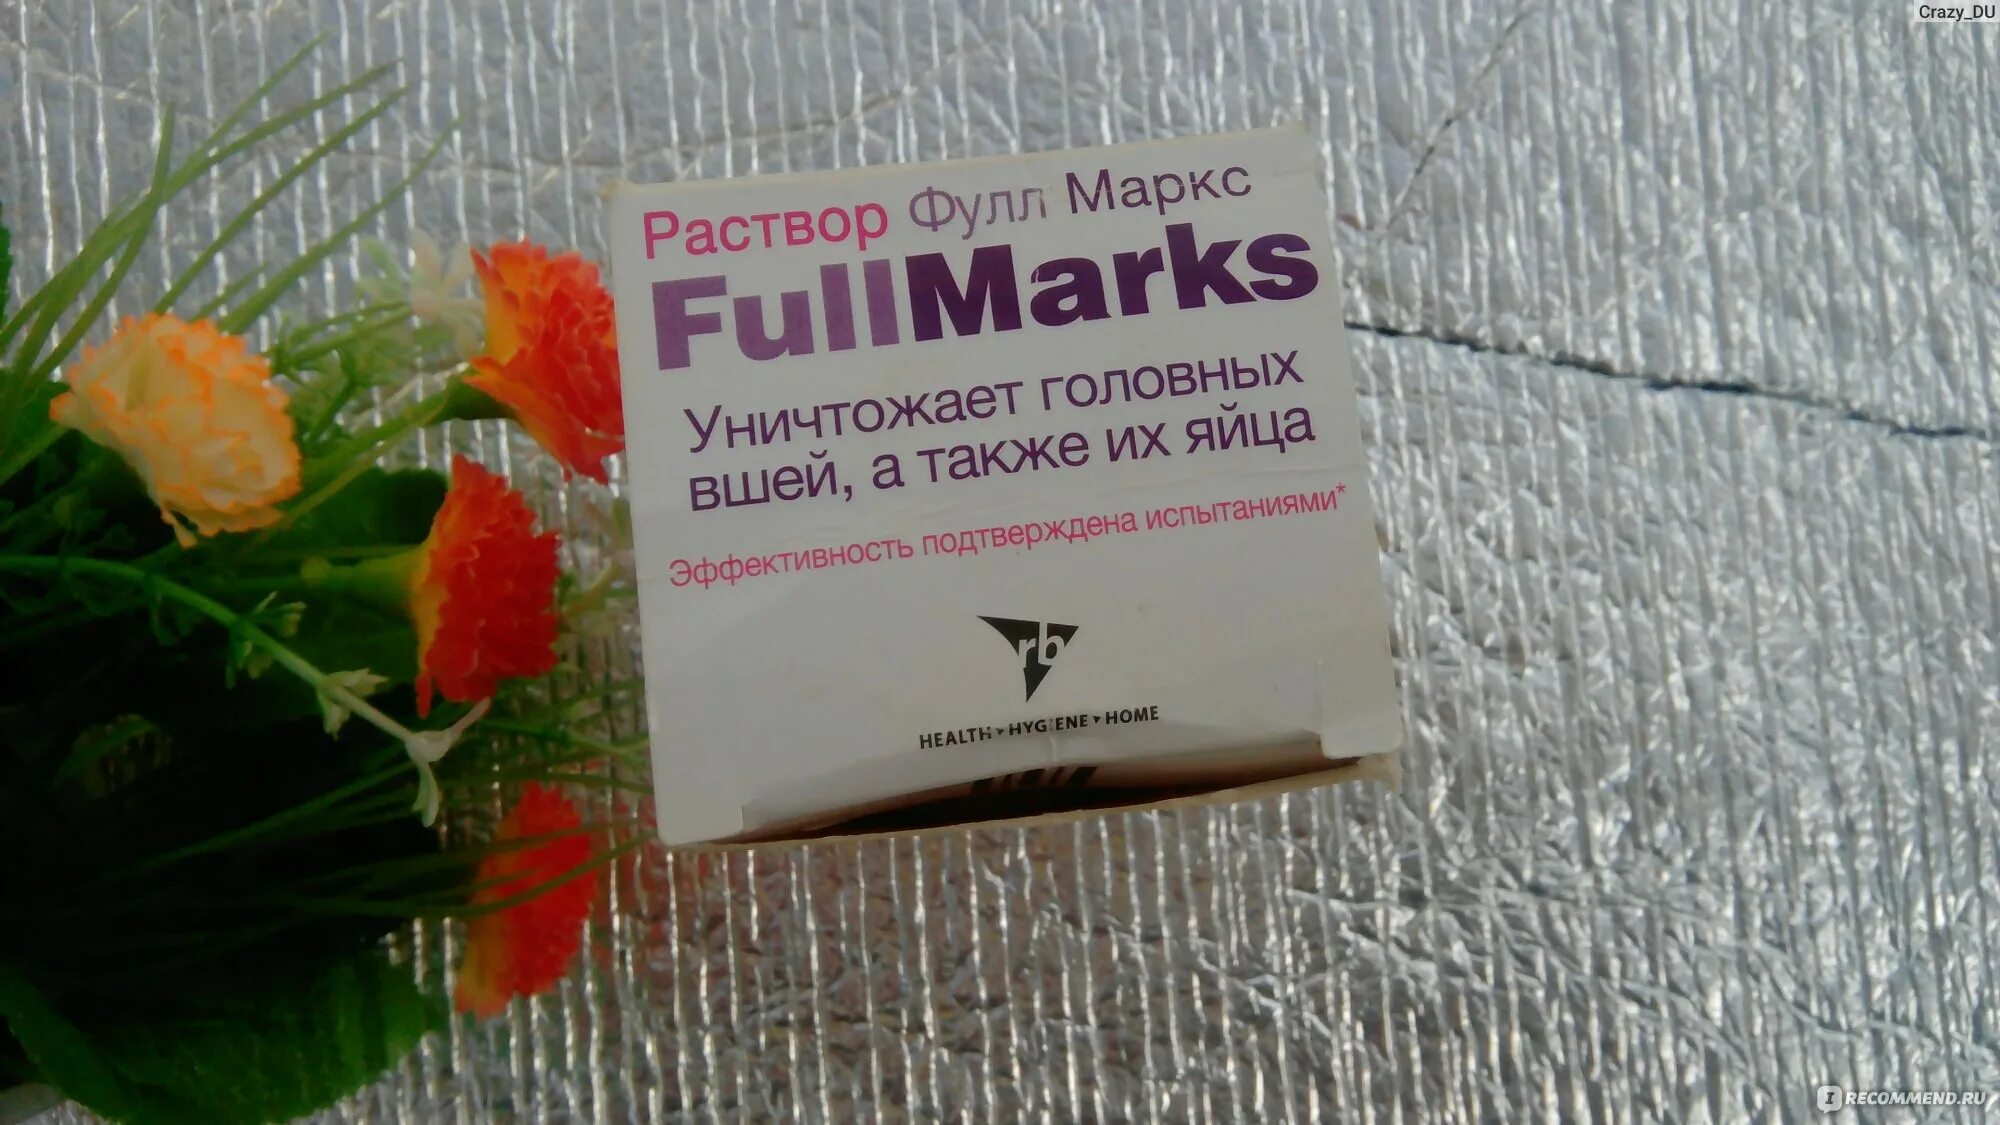 Crazy_DU
Раствор Фулл Маркс
FullMarks
Уничтожает головных
вшей, а также их яйца
Эффективность подтверждена испытаниями*
rb
HEALTH ▾ HYGIENE ▾ HOME
I RECOMMEND.RU